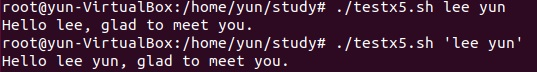 root@yun-VirtualBox:/home/yun/study# ./testx5.sh lee yun
Hello lee, glad to meet you.
root@yun-VirtualBox:/home/yun/study# ./testx5.sh 'lee yun'
Hello lee yun, glad to meet you.